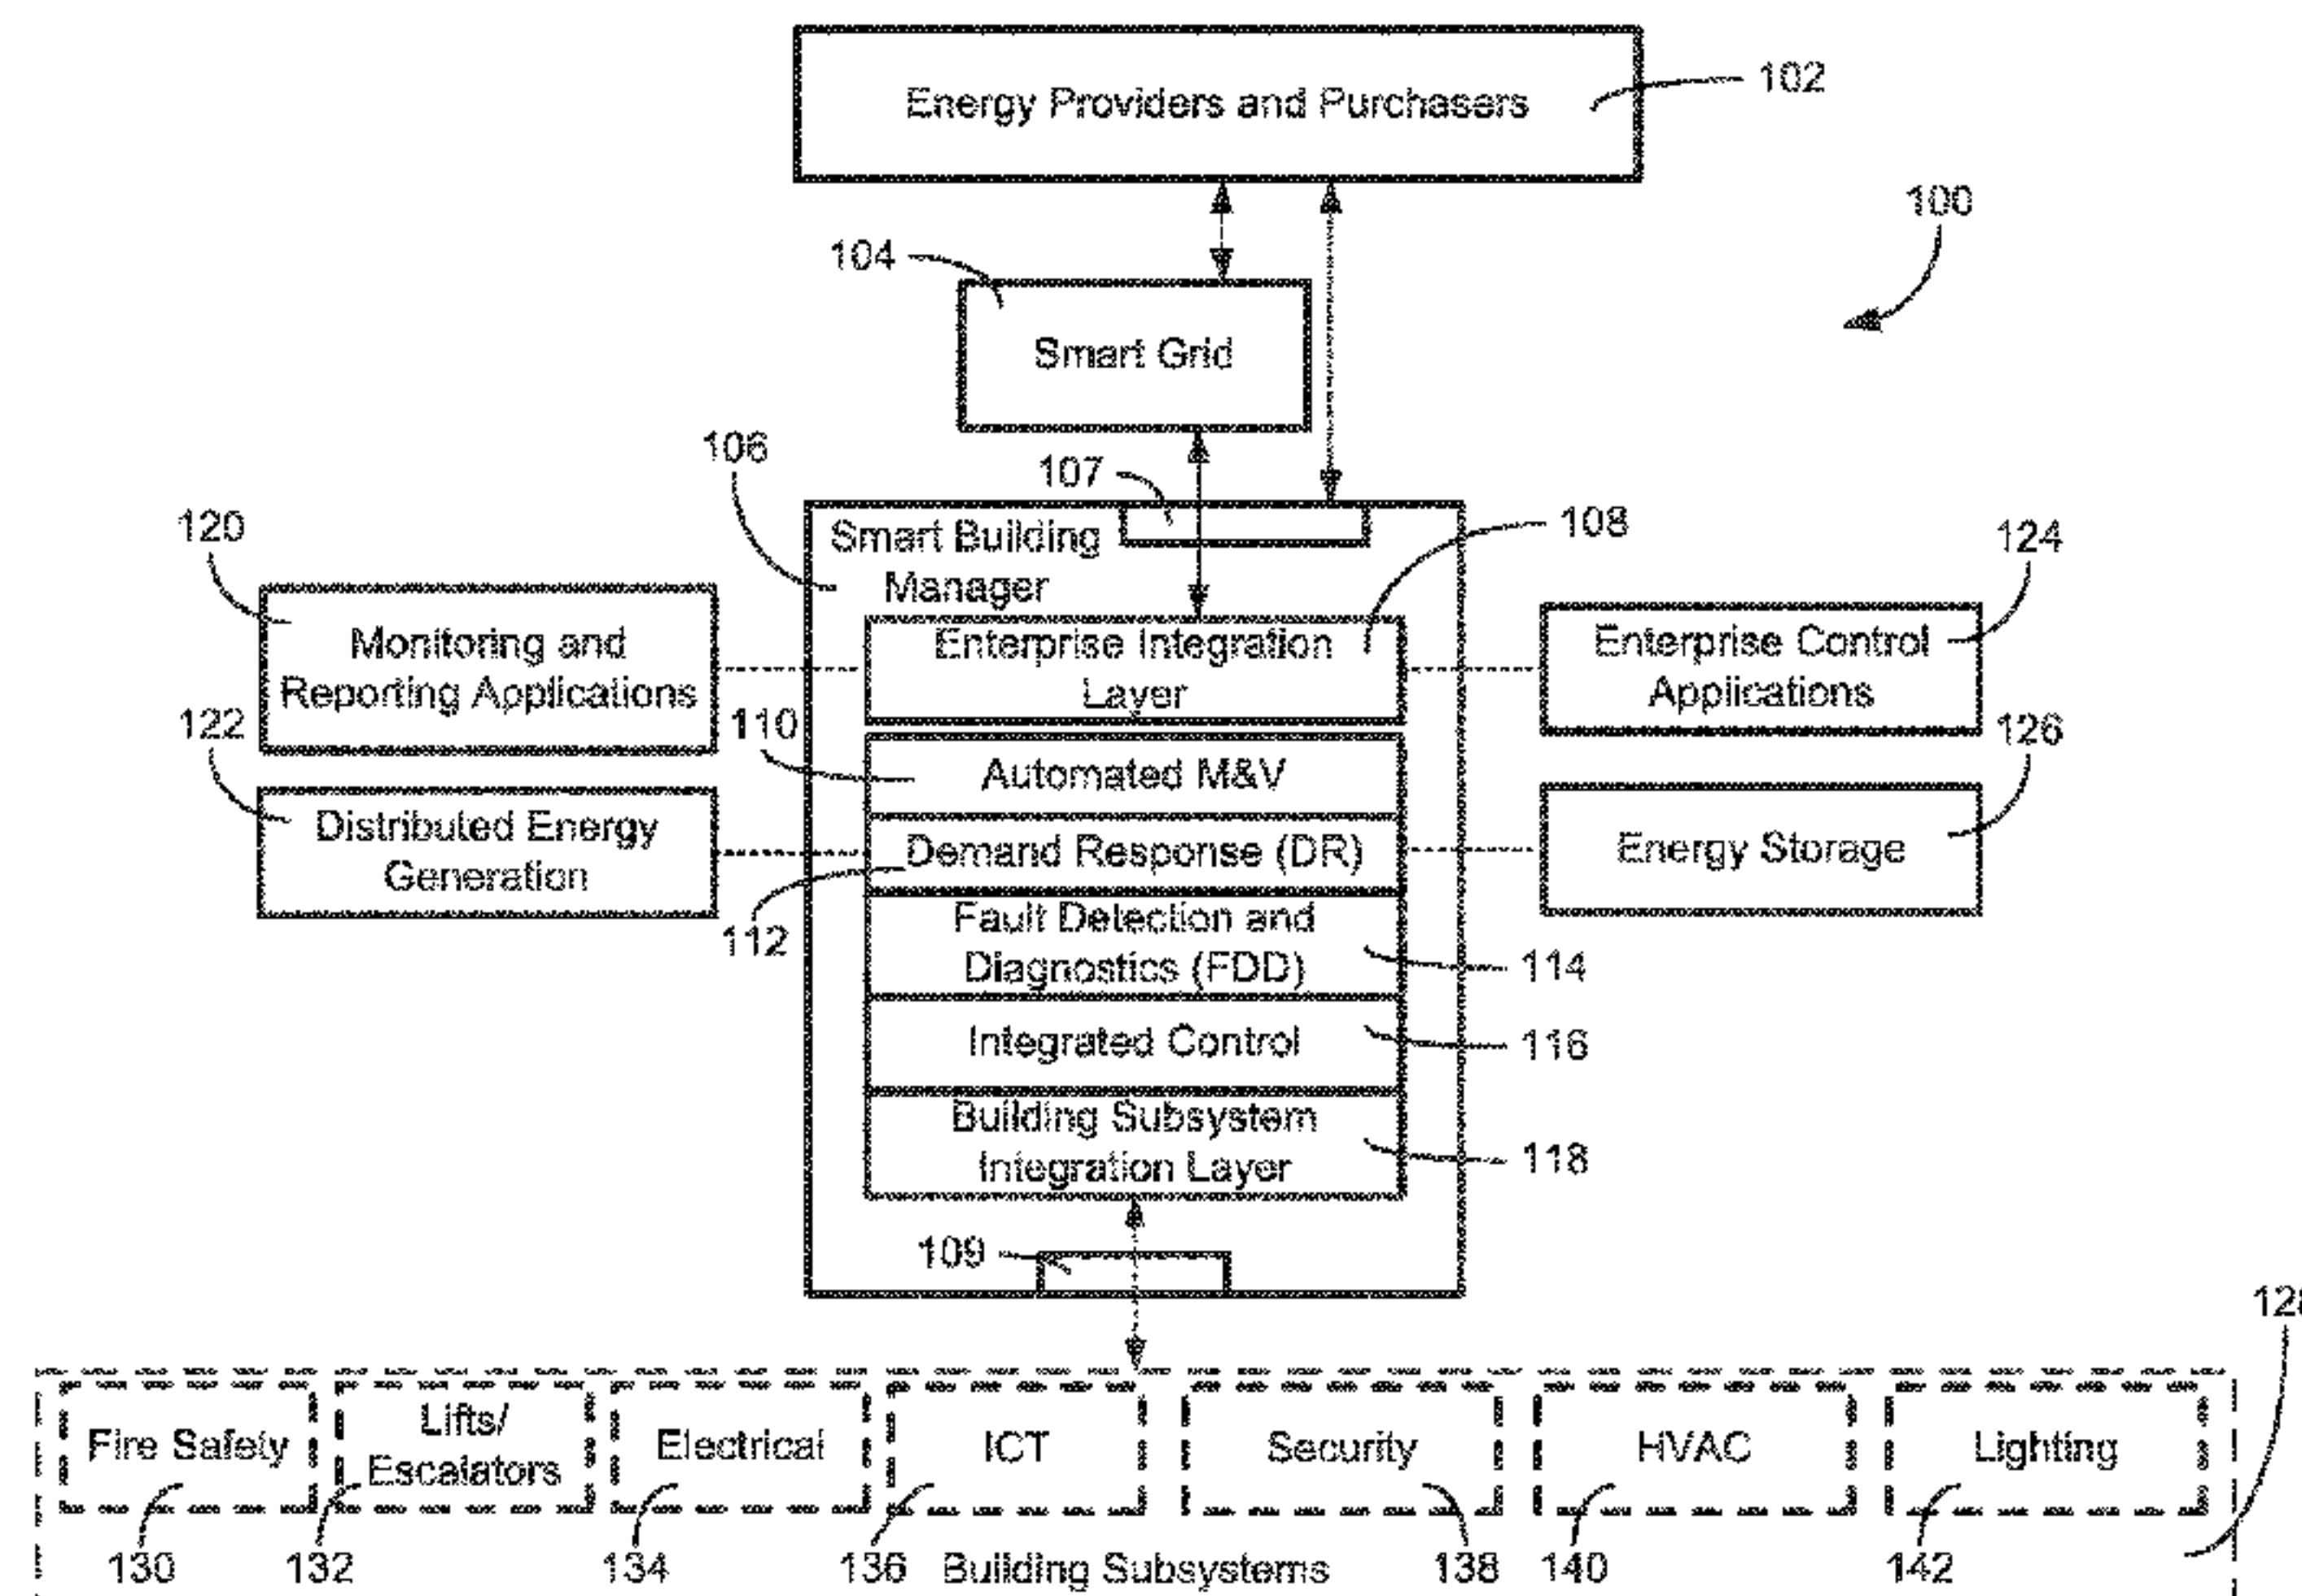 Energy Providers and Purchasers
102
100
104
Smart Grid
106
107
Smart Building
Manager
108
120
Monitoring and
Reporting Applications
Enterprise Integration
Layer
124
Enterprise Control
Applications
122
Distributed Energy
Generation
110
Automated M&V
Demand Response (DR)
112
126
Energy Storage
Fault Detection and
Diagnostics (FDD)
114
Integrated Control
116
Building Subsystem
Integration Layer
118
109
Fire Safety
Lifts/
Escalators
Electrical
ICT
Security
HVAC
Lighting
130
132
134
136
Building Subsystems
138
140
142